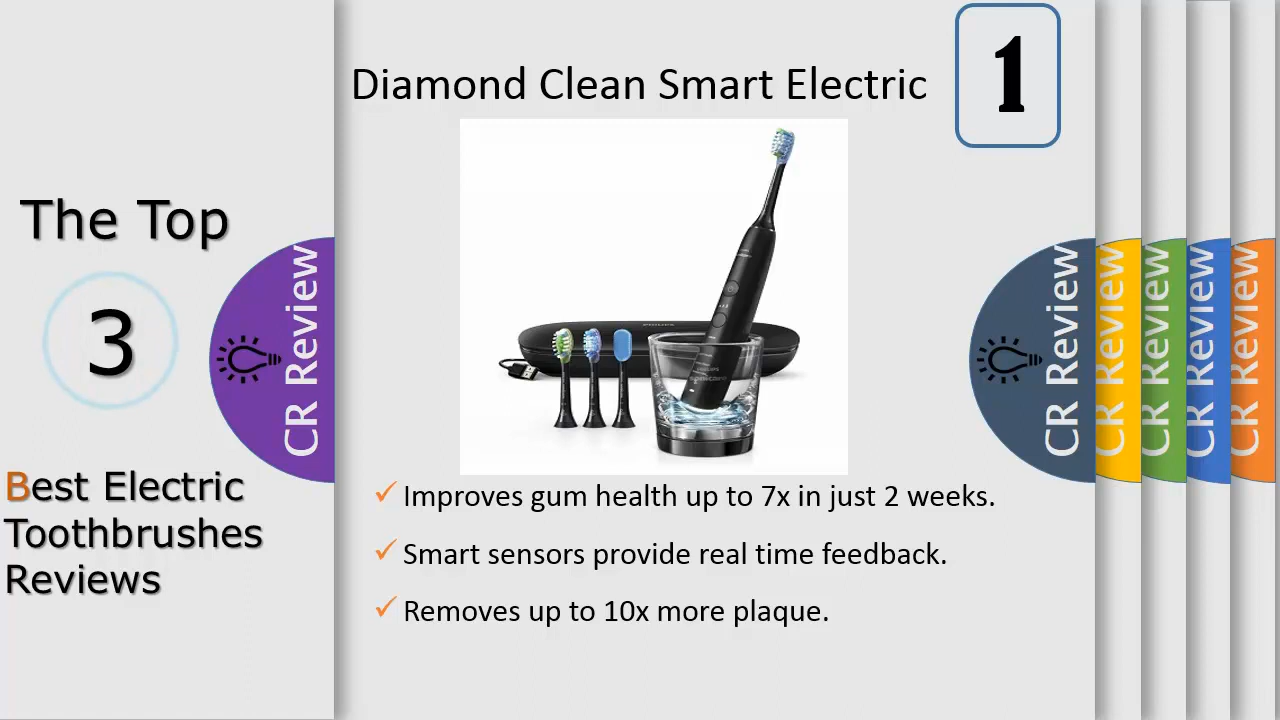 The Top
3
Best Electric
Toothbrushes
Reviews
CR Review
Diamond Clean Smart Electric
1
PHILIPS
✓ Improves gum health up to 7x in just 2 weeks.
✓ Smart sensors provide real time feedback.
✓ Removes up to 10x more plaque.
CR Review
CR Review
CR Review
CR Review
CR Review